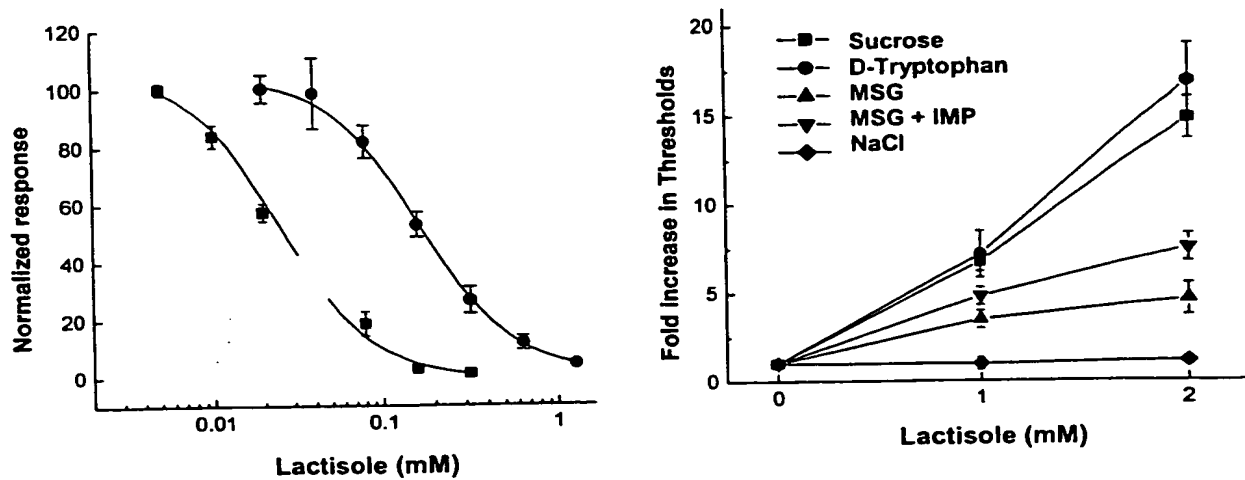 Normalized response
120
100
80
60
40
20
0
0.01
0.1
1
Lactisole (mM)
Fold Increase in Thresholds
20
15
10
5
0
Sucrose
D-Tryptophan
MSG
MSG + IMP
NaCl
0
1
2
Lactisole (mM)